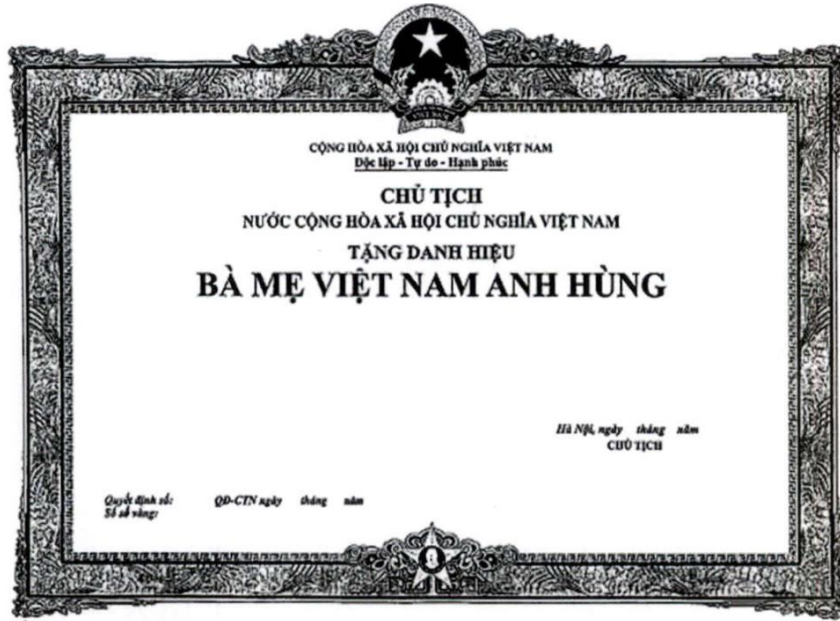 VIỆT NAM
CỘNG HÒA XÃ HỘI CHỦ NGHĨA VIỆT NAM
Độc lập - Tự do - Hạnh phúc
CHỦ TỊCH
NƯỚC CỘNG HÒA XÃ HỘI CHỦ NGHĨA VIỆT NAM
TẶNG DANH HIỆU
BÀ MẸ VIỆT NAM ANH HÙNG
Hà Nội, ngày tháng năm
CHỦ TỊCH
Quyết định số: QĐ-CTN ngày tháng năm
Số sổ vàng: